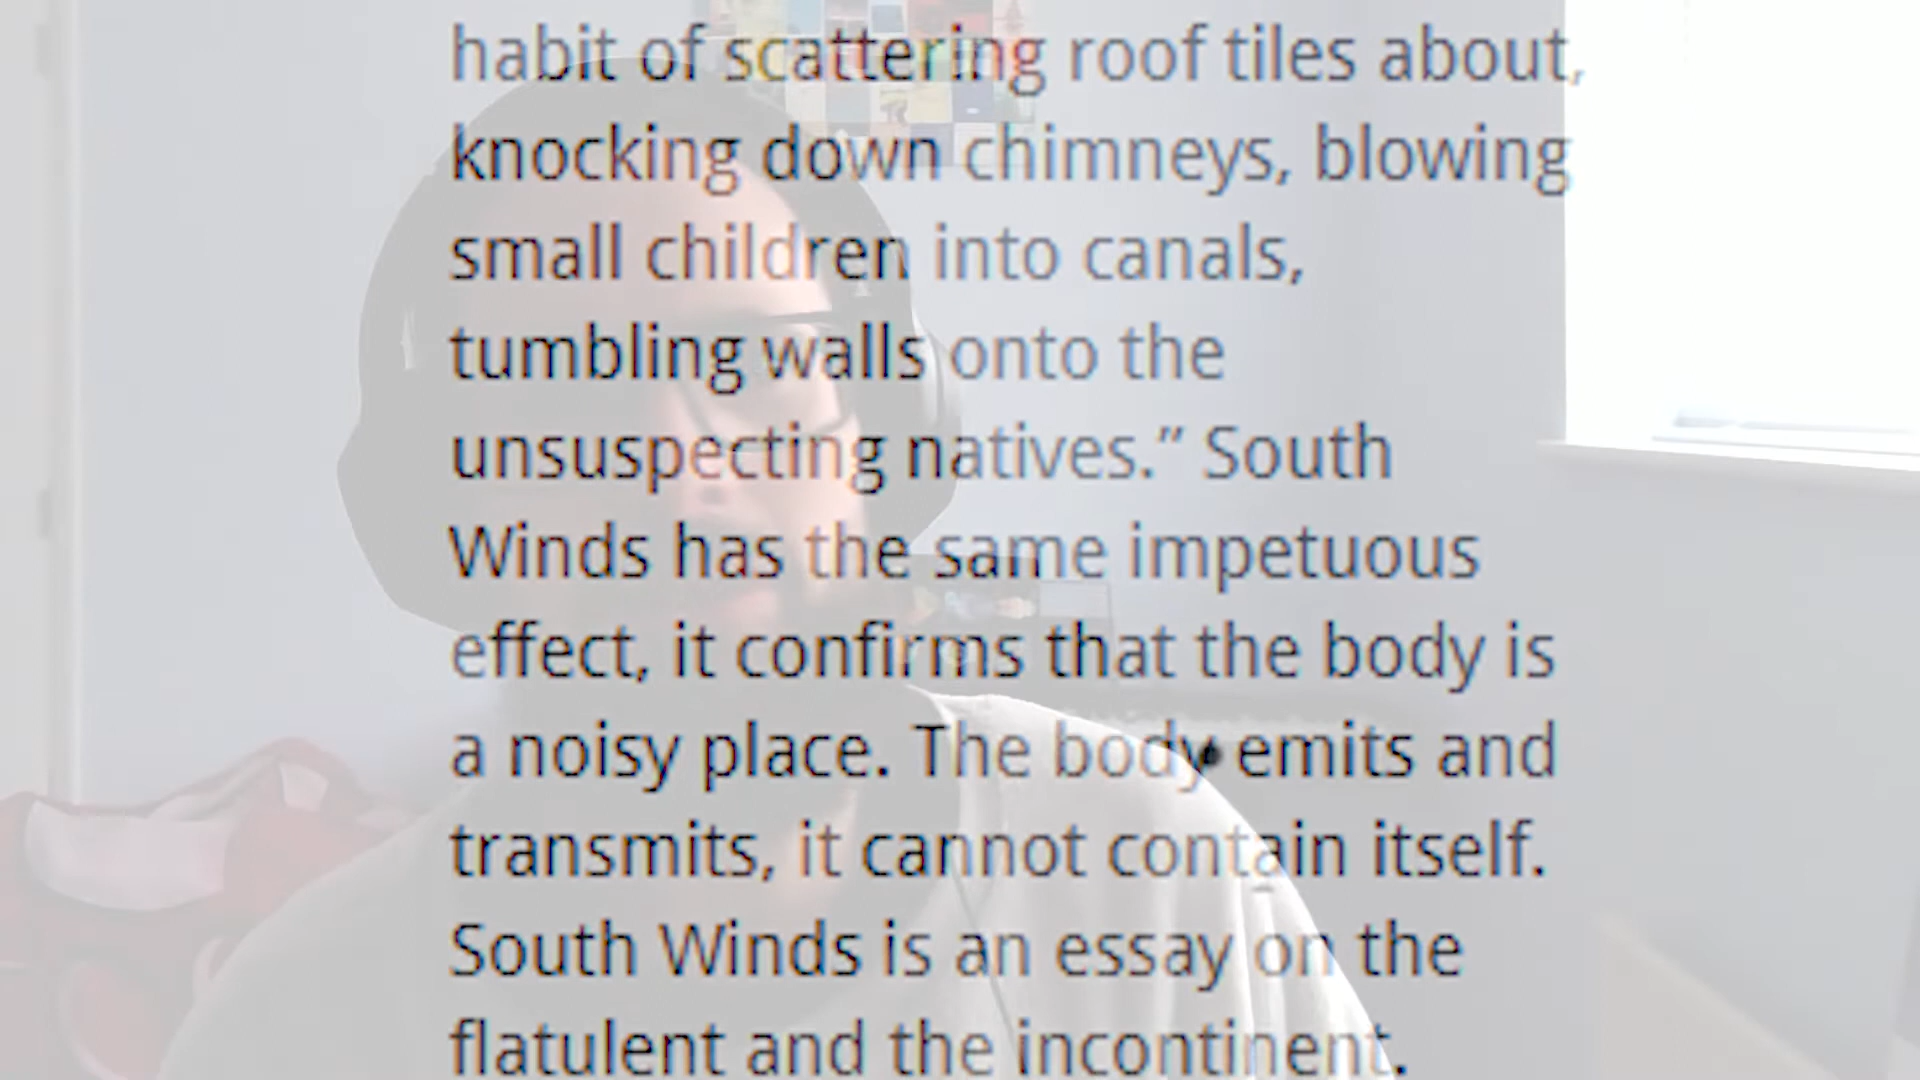 habit of scattering roof tiles about,
knocking down chimneys, blowing
small children into canals,
tumbling walls onto the
unsuspecting natives.” South
Winds has the same impetuous
effect, it confirms that the body is
a noisy place. The body emits and
transmits, it cannot contain itself.
South Winds is an essay on the
flatulent and the incontinent.